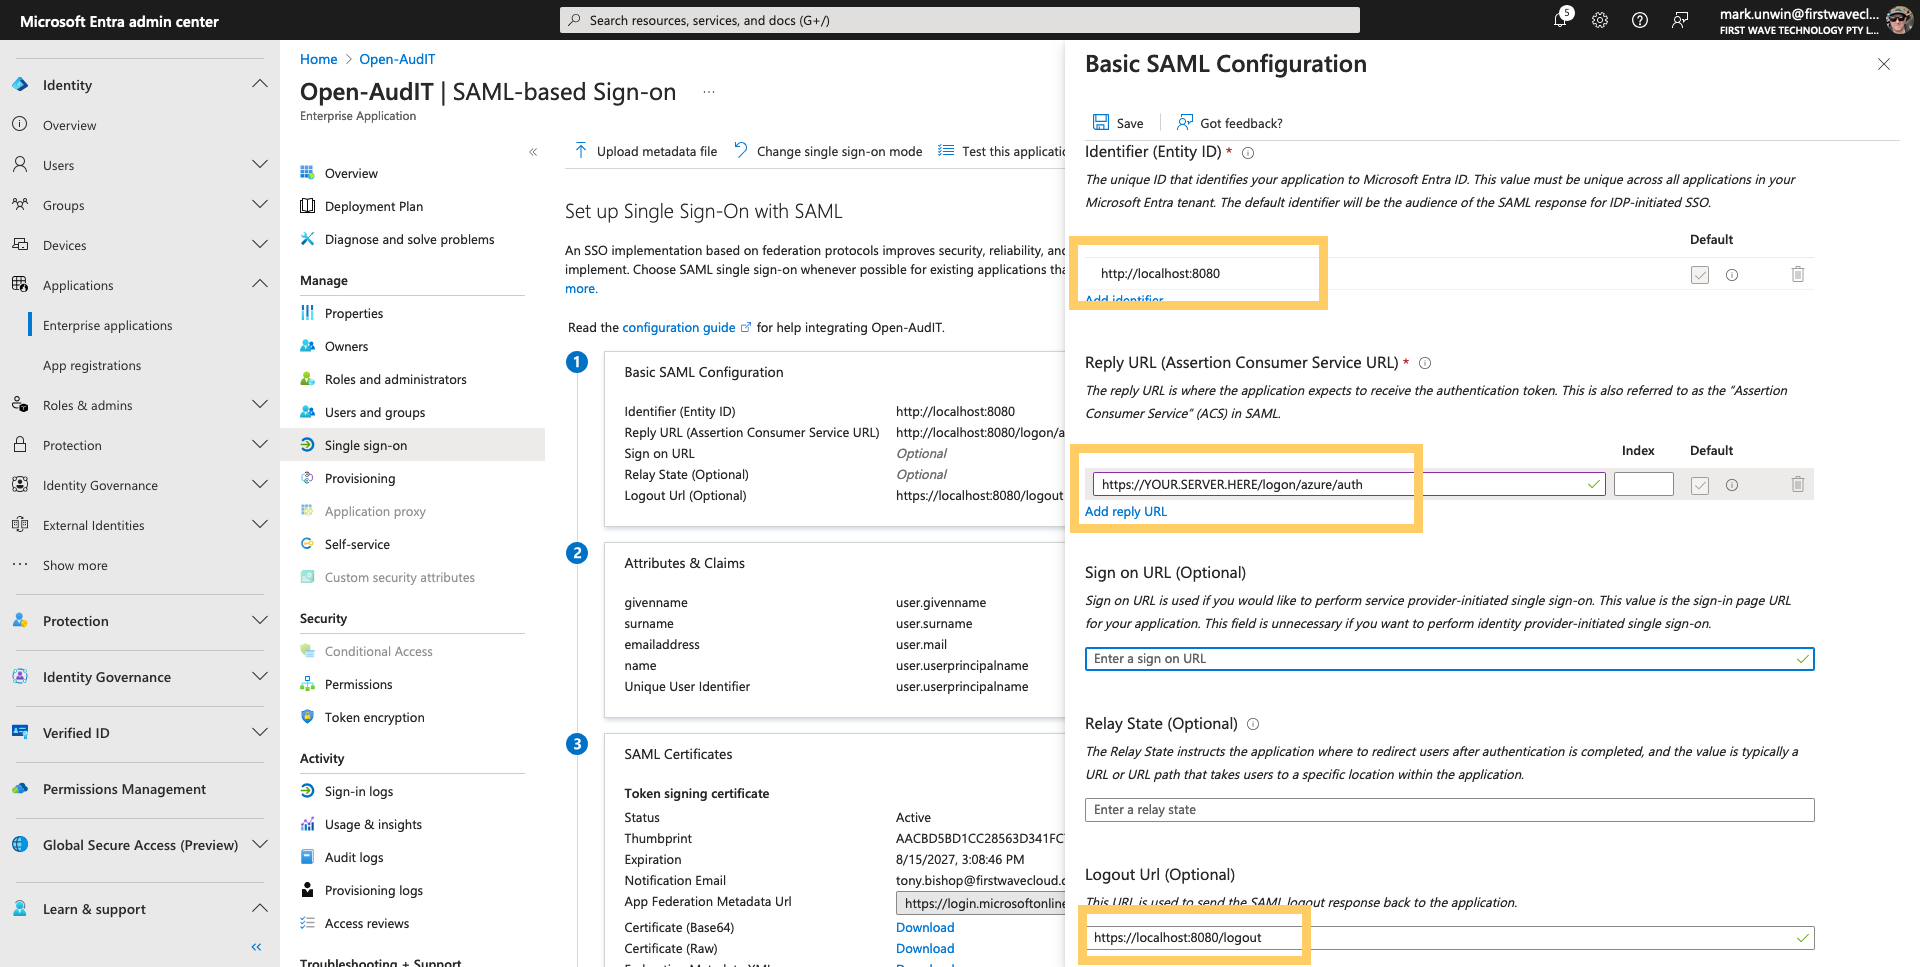 Microsoft Entra admin center
Search resources, services, and docs (G+/)
5
mark.unwin@firstwavecl...
FIRST WAVE TECHNOLOGY PTY L...
Identity
Overview
Users
Groups
Devices
Applications
Enterprise applications
App registrations
Roles & admins
Protection
Identity Governance
External Identities
Show more
Protection
Identity Governance
Verified ID
Permissions Management
Global Secure Access (Preview)
Learn & support
Home > Open-AudIT
Open-AudIT | SAML-based Sign-on ...
Enterprise Application
Overview
Deployment Plan
Diagnose and solve problems
Manage
Properties
Owners
Roles and administrators
Users and groups
Single sign-on
Provisioning
Application proxy
Self-service
Custom security attributes
Security
Conditional Access
Permissions
Token encryption
Activity
Sign-in logs
Usage & insights
Audit logs
Provisioning logs
Access reviews
Troubleshooting + Support
Upload metadata file Change single sign-on mode Test this applicatio
Set up Single Sign-On with SAML
An SSO implementation based on federation protocols improves security, reliability, and
implement. Choose SAML single sign-on whenever possible for existing applications tha
more.
Read the configuration guide for help integrating Open-AudIT.
1
Basic SAML Configuration
Identifier (Entity ID) http://localhost:8080
Reply URL (Assertion Consumer Service URL) http://localhost:8080/logon/a
Sign on URL Optional
Relay State (Optional) Optional
Logout Url (Optional) https://localhost:8080/logout
2
Attributes & Claims
givenname user.givenname
surname user.surname
emailaddress user.mail
name user.userprincipalname
Unique User Identifier user.userprincipalname
3
SAML Certificates
Token signing certificate
Status Active
Thumbprint AACBD5BD1CC28563D341FC
Expiration 8/15/2027, 3:08:46 PM
Notification Email tony.bishop@firstwavecloud.c
App Federation Metadata Url https://login.microsoftonline
Certificate (Base64) Download
Certificate (Raw) Download
Basic SAML Configuration
Save Got feedback?
Identifier (Entity ID) *
The unique ID that identifies your application to Microsoft Entra ID. This value must be unique across all applications in your
Microsoft Entra tenant. The default identifier will be the audience of the SAML response for IDP-initiated SSO.
Default
http://localhost:8080
Add identifier
Reply URL (Assertion Consumer Service URL) *
The reply URL is where the application expects to receive the authentication token. This is also referred to as the "Assertion
Consumer Service" (ACS) in SAML.
Index Default
https://YOUR.SERVER.HERE/logon/azure/auth
Add reply URL
Sign on URL (Optional)
Sign on URL is used if you would like to perform service provider-initiated single sign-on. This value is the sign-in page URL
for your application. This field is unnecessary if you want to perform identity provider-initiated single sign-on.
Enter a sign on URL
Relay State (Optional)
The Relay State instructs the application where to redirect users after authentication is completed, and the value is typically a
URL or URL path that takes users to a specific location within the application.
Enter a relay state
Logout Url (Optional)
This URL is used to send the SAML logout response back to the application.
https://localhost:8080/logout